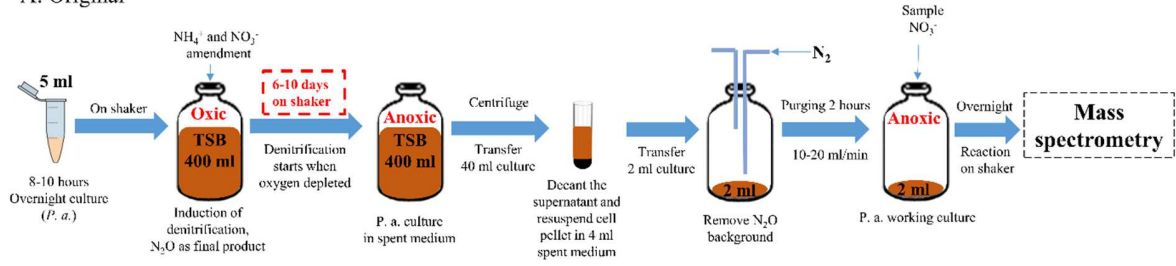 A. Original
5 ml
8-10 hours
Overnight culture
(P. a.)
On shaker
NH₄⁺ and NO₃⁻
amendment
Oxic
TSB
400 ml
Induction of
denitrification,
N₂O as final product
6-10 days
on shaker
Denitrification
starts when
oxygen depleted
Anoxic
TSB
400 ml
P. a. culture
in spent medium
Centrifuge
Transfer
40 ml culture
Decant the
supernatant and
resuspend cell
pellet in 4 ml
spent medium
Transfer
2 ml culture
N₂
2 ml
Remove N₂O
background
Purging 2 hours
10-20 ml/min
Sample
NO₃⁻
Anoxic
2 ml
P. a. working culture
Overnight
Reaction
on shaker
Mass
spectrometry